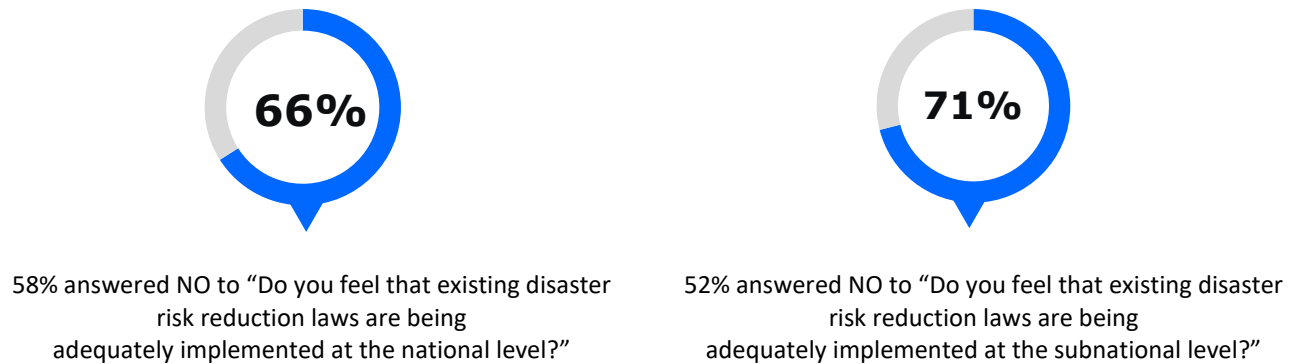 66%
58% answered NO to “Do you feel that existing disaster
risk reduction laws are being
adequately implemented at the national level?”
71%
52% answered NO to “Do you feel that existing disaster
risk reduction laws are being
adequately implemented at the subnational level?”